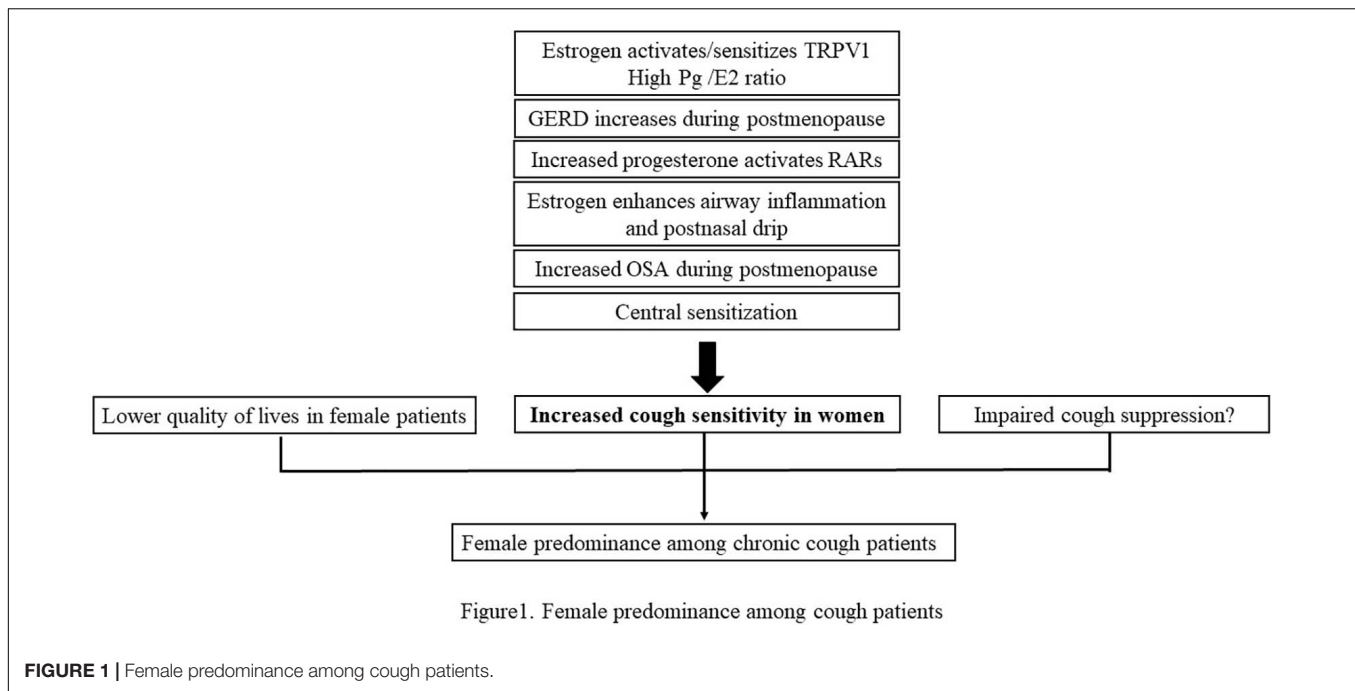 Estrogen activates/sensitizes TRPV1
High Pg /E2 ratio
GERD increases during postmenopause
Increased progesterone activates RARs
Estrogen enhances airway inflammation
and postnasal drip
Increased OSA during postmenopause
Central sensitization
Lower quality of lives in female patients
Increased cough sensitivity in women
Impaired cough suppression?
Female predominance among chronic cough patients
Figure1. Female predominance among cough patients
FIGURE 1 | Female predominance among cough patients.